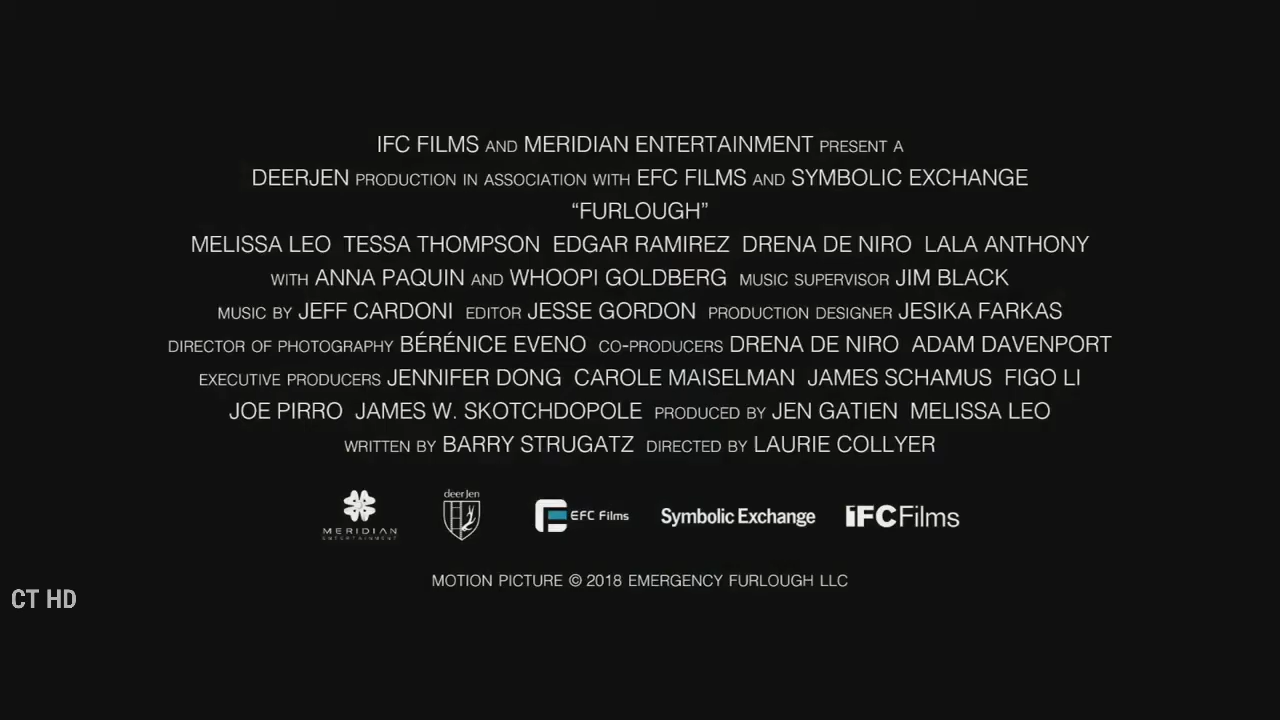 IFC FILMS AND MERIDIAN ENTERTAINMENT PRESENT A
DEERJEN PRODUCTION IN ASSOCIATION WITH EFC FILMS AND SYMBOLIC EXCHANGE
“FURLOUGH”
MELISSA LEO TESSA THOMPSON EDGAR RAMIREZ DRENA DE NIRO LALA ANTHONY
WITH ANNA PAQUIN AND WHOOPI GOLDBERG MUSIC SUPERVISOR JIM BLACK
MUSIC BY JEFF CARDONI EDITOR JESSE GORDON PRODUCTION DESIGNER JESIKA FARKAS
DIRECTOR OF PHOTOGRAPHY BÉRÉNICE EVENO CO-PRODUCERS DRENA DE NIRO ADAM DAVENPORT
EXECUTIVE PRODUCERS JENNIFER DONG CAROLE MAISELMAN JAMES SCHAMUS FIGO LI
JOE PIRRO JAMES W. SKOTCHDOPOLE PRODUCED BY JEN GATIEN MELISSA LEO
WRITTEN BY BARRY STRUGATZ DIRECTED BY LAURIE COLLYER
deerJen
EFC Films Symbolic Exchange IFC Films
MERIDIAN
ENTERTAINMENT
MOTION PICTURE © 2018 EMERGENCY FURLOUGH LLC
CT HD